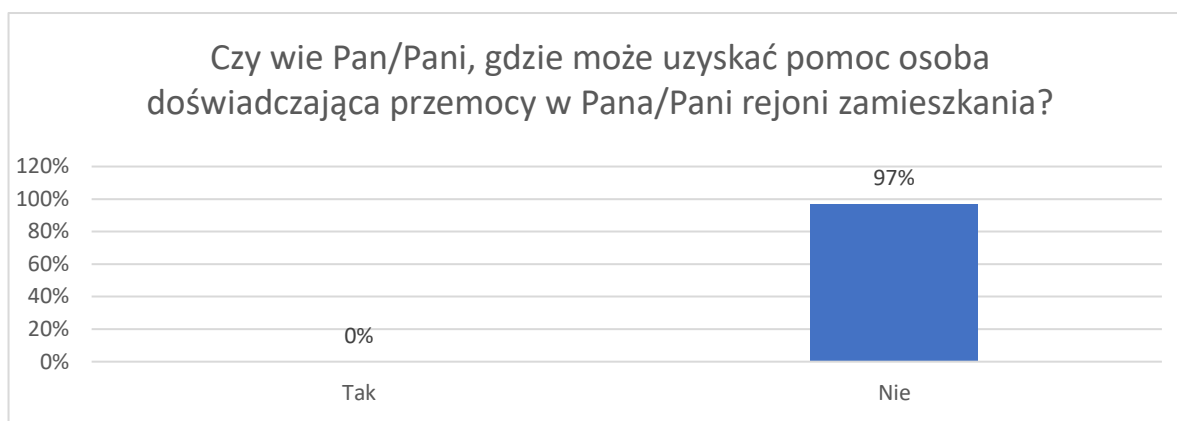 Czy wie Pan/Pani, gdzie może uzyskać pomoc osoba
doświadczająca przemocy w Pana/Pani rejoni zamieszkania?
120%
100%
80%
60%
40%
20%
0%
97%
0%
Tak
Nie